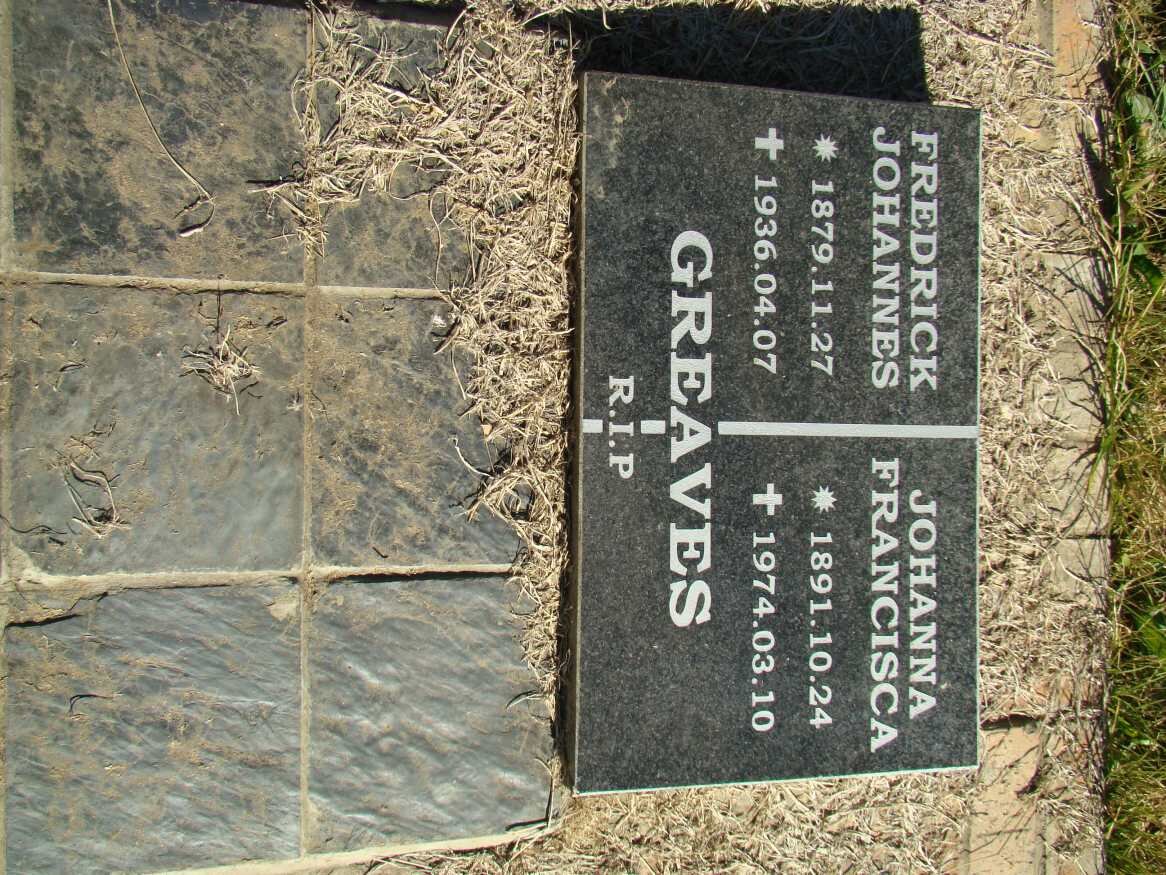 FREDRICK
JOHANNES
1879.11.27
1936.04.07
JOHANNA
FRANCISCA
1891.10.24
1974.03.10
GREAVES
R.I.P